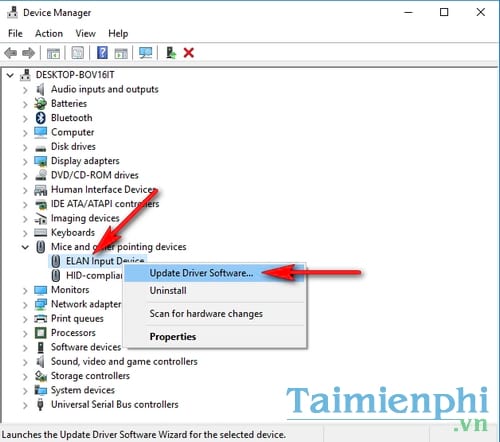 Device Manager
File Action View Help
DESKTOP-BOV16IT
Audio inputs and outputs
Batteries
Bluetooth
Computer
Disk drives
Display adapters
DVD/CD-ROM drives
Human Interface Devices
IDE ATA/ATAPI controllers
Imaging devices
Keyboards
Mice and other pointing devices
ELAN Input Device
HID-complia
Update Driver Software...
Uninstall
Scan for hardware changes
Properties
Monitors
Network adapter
Print queues
Processors
Software devices
Sound, video and game controllers
Storage controllers
System devices
Universal Serial Bus controllers
Taimienphi
.vn
Launches the Update Driver Software Wizard for the selected device.